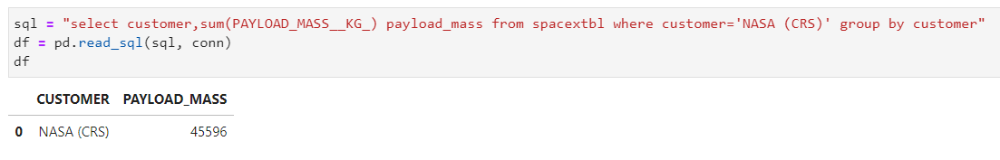 sql = "select customer,sum(PAYLOAD_MASS__KG_) payload_mass from spacextbl where customer='NASA (CRS)' group by customer"
df = pd.read_sql(sql, conn)
df
CUSTOMER PAYLOAD_MASS
0 NASA (CRS) 45596